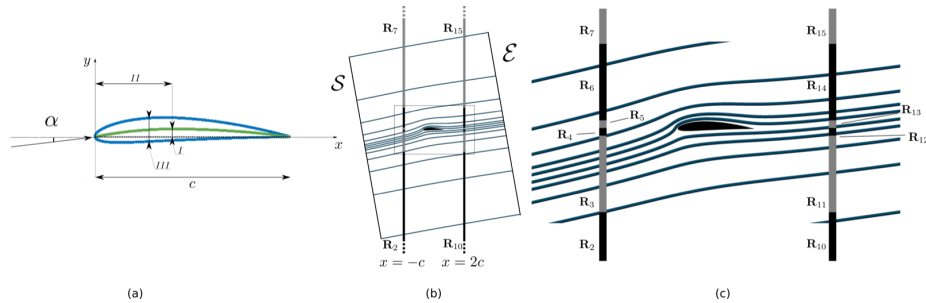 y
II
α
x
I
III
c
(a)
R7
R15
S
E
R2
R10
x = −c
x = 2c
(b)
R7
R15
R6
R14
R5
R13
R4
R12
R3
R11
R2
R10
(c)